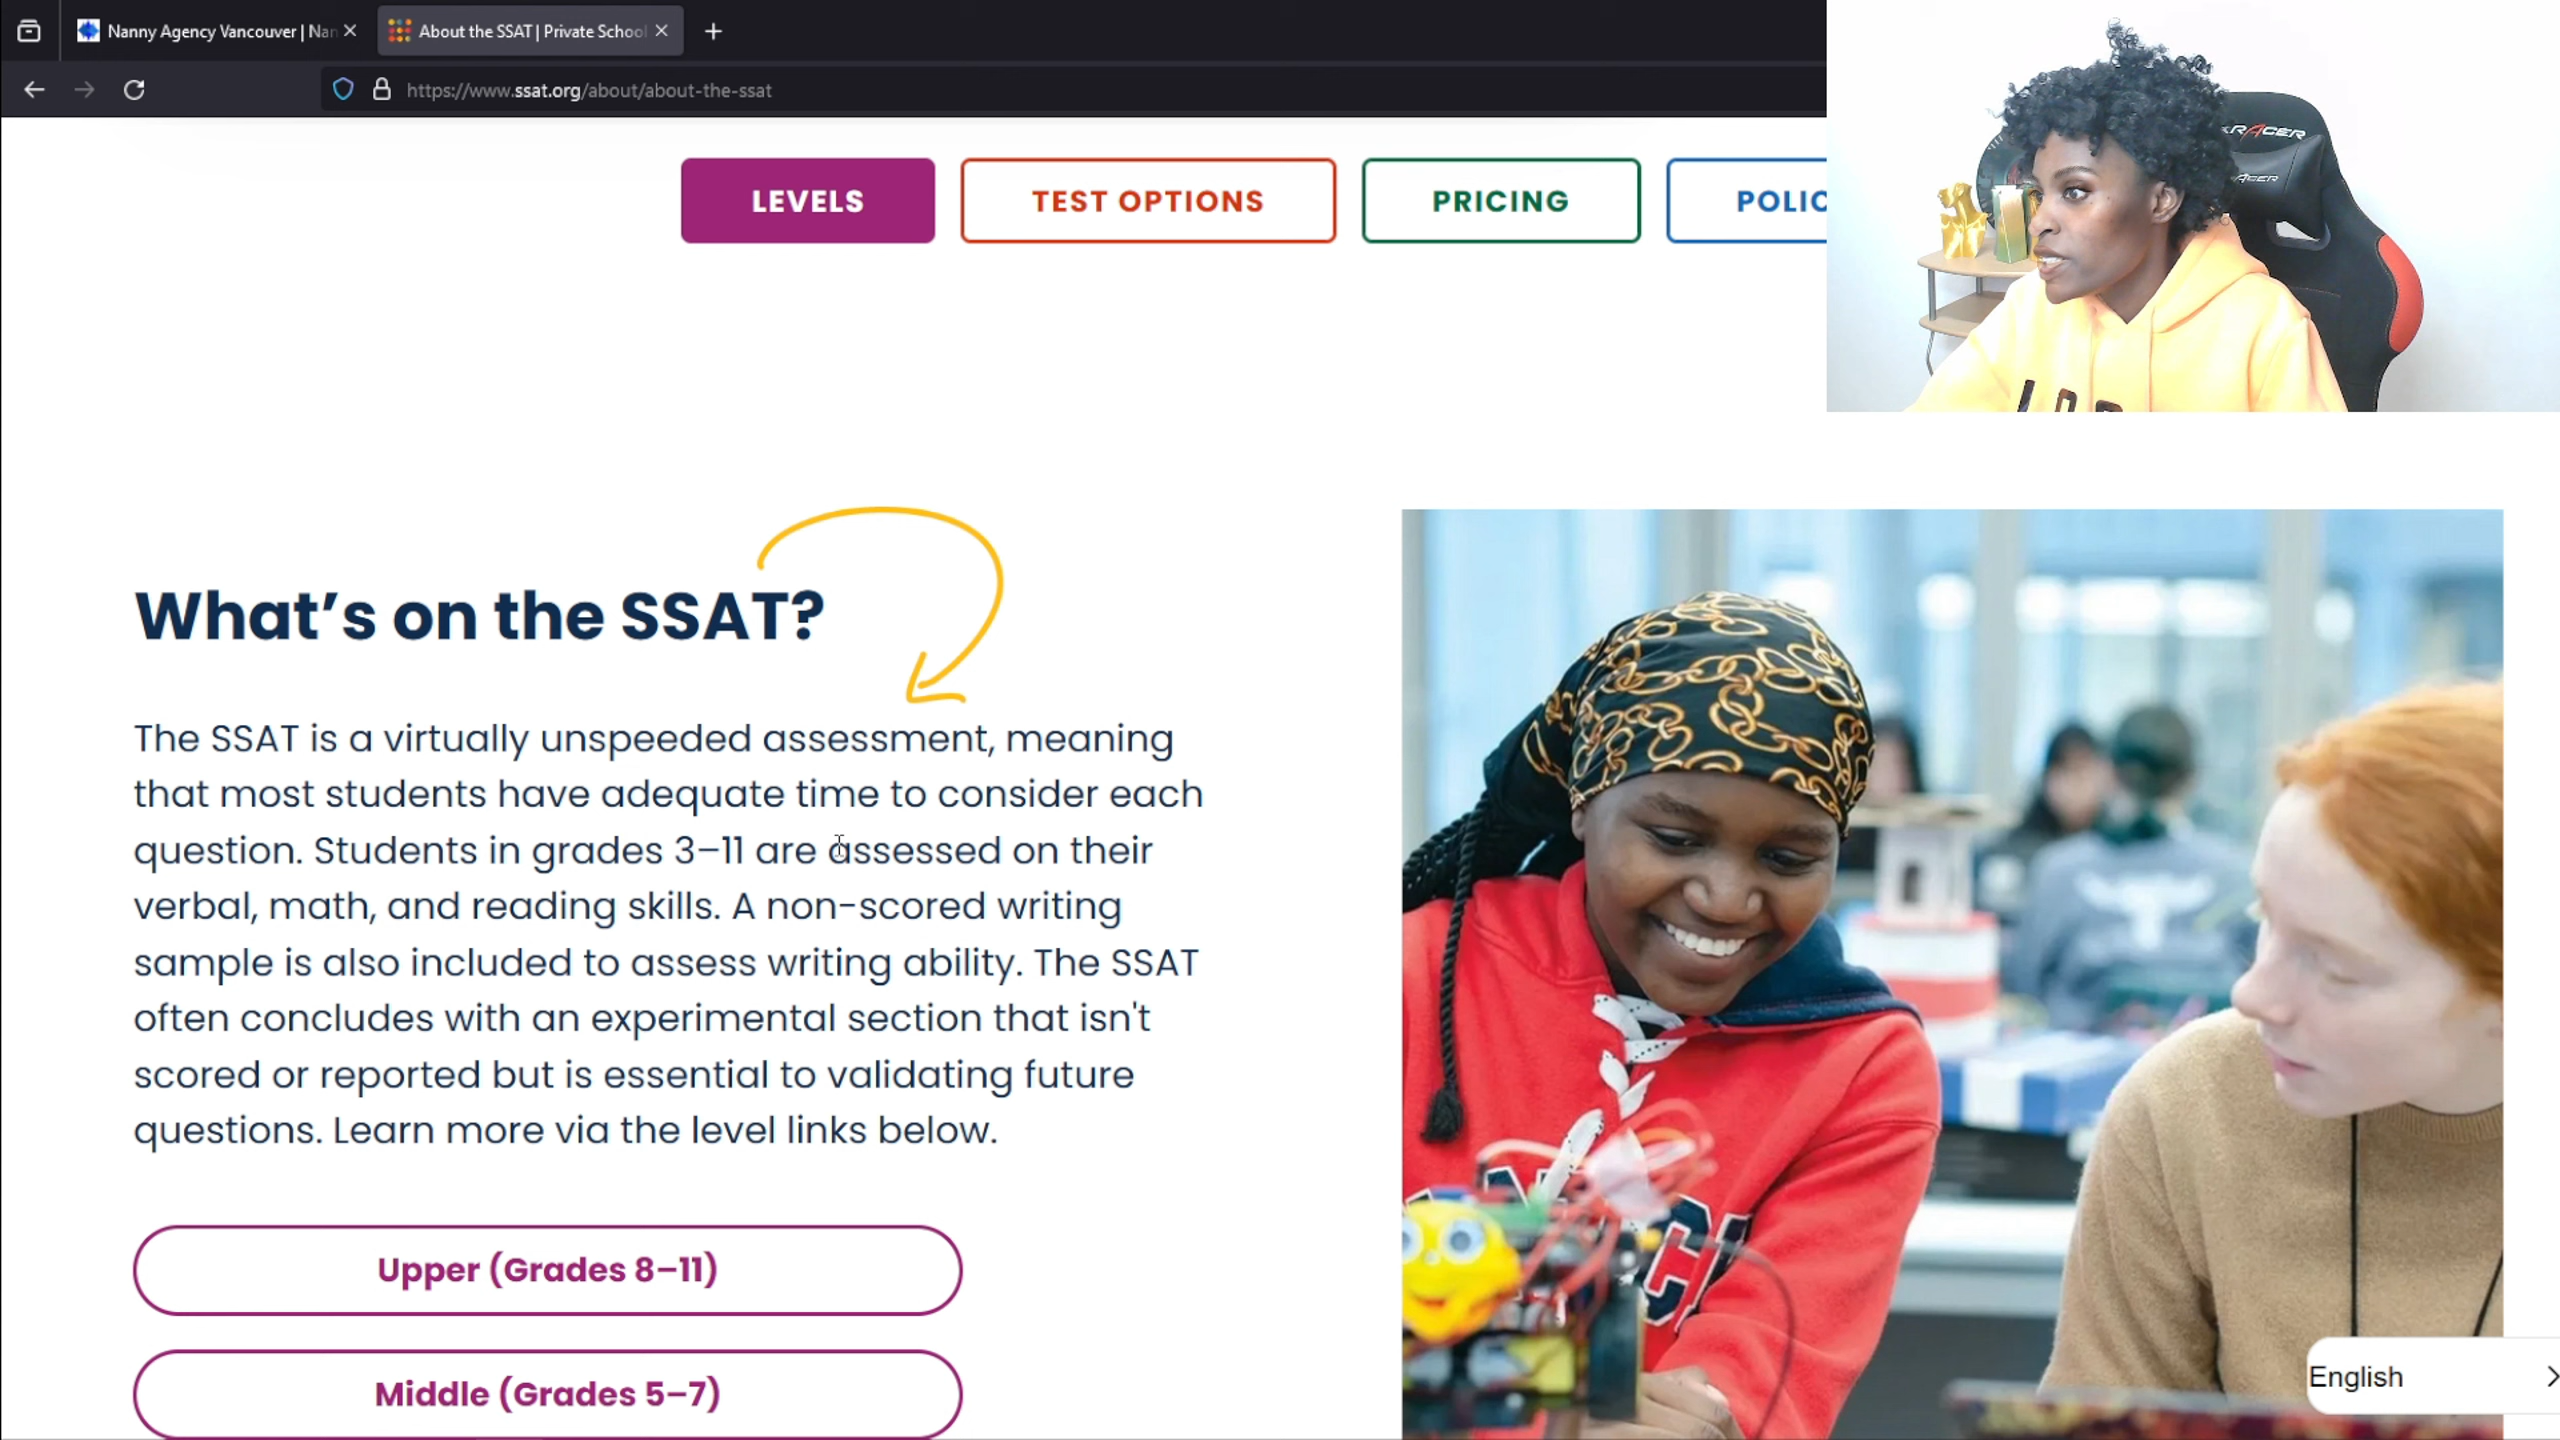 Nanny Agency Vancouver | Nan
About the SSAT | Private School
https://www.ssat.org/about/about-the-ssat
LEVELS
TEST OPTIONS
PRICING
POLIC
RACER
ACER
What's on the SSAT?
The SSAT is a virtually unspeeded assessment, meaning
that most students have adequate time to consider each
question. Students in grades 3–11 are assessed on their
verbal, math, and reading skills. A non-scored writing
sample is also included to assess writing ability. The SSAT
often concludes with an experimental section that isn't
scored or reported but is essential to validating future
questions. Learn more via the level links below.
Upper (Grades 8–11)
Middle (Grades 5–7)
English